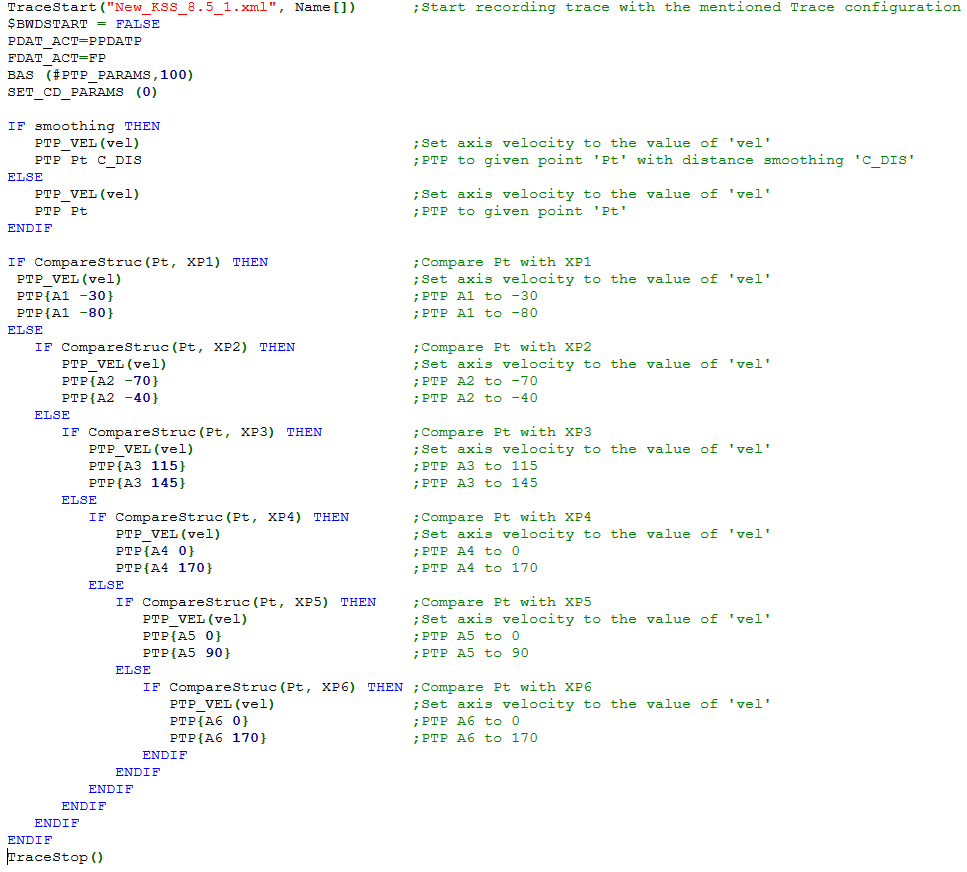 TraceStart("New_KSS_8.5_1.xml", Name[]) ;Start recording trace with the mentioned Trace configuration
$BWDSTART = FALSE
PDAT_ACT=PPDATP
FDAT_ACT=FP
BAS (#PTP_PARAMS,100)
SET_CD_PARAMS (0)
IF smoothing THEN
PTP_VEL(vel) ;Set axis velocity to the value of 'vel'
PTP Pt C_DIS ;PTP to given point 'Pt' with distance smoothing 'C_DIS'
ELSE
PTP_VEL(vel) ;Set axis velocity to the value of 'vel'
PTP Pt ;PTP to given point 'Pt'
ENDIF
IF CompareStruc(Pt, XP1) THEN ;Compare Pt with XP1
PTP_VEL(vel) ;Set axis velocity to the value of 'vel'
PTP{A1 -30} ;PTP A1 to -30
PTP{A1 -80} ;PTP A1 to -80
ELSE
IF CompareStruc(Pt, XP2) THEN ;Compare Pt with XP2
PTP_VEL(vel) ;Set axis velocity to the value of 'vel'
PTP{A2 -70} ;PTP A2 to -70
PTP{A2 -40} ;PTP A2 to -40
ELSE
IF CompareStruc(Pt, XP3) THEN ;Compare Pt with XP3
PTP_VEL(vel) ;Set axis velocity to the value of 'vel'
PTP{A3 115} ;PTP A3 to 115
PTP{A3 145} ;PTP A3 to 145
ELSE
IF CompareStruc(Pt, XP4) THEN ;Compare Pt with XP4
PTP_VEL(vel) ;Set axis velocity to the value of 'vel'
PTP{A4 0} ;PTP A4 to 0
PTP{A4 170} ;PTP A4 to 170
ELSE
IF CompareStruc(Pt, XP5) THEN ;Compare Pt with XP5
PTP_VEL(vel) ;Set axis velocity to the value of 'vel'
PTP{A5 0} ;PTP A5 to 0
PTP{A5 90} ;PTP A5 to 90
ELSE
IF CompareStruc(Pt, XP6) THEN ;Compare Pt with XP6
PTP_VEL(vel) ;Set axis velocity to the value of 'vel'
PTP{A6 0} ;PTP A6 to 0
PTP{A6 170} ;PTP A6 to 170
ENDIF
ENDIF
ENDIF
ENDIF
ENDIF
ENDIF
TraceStop()